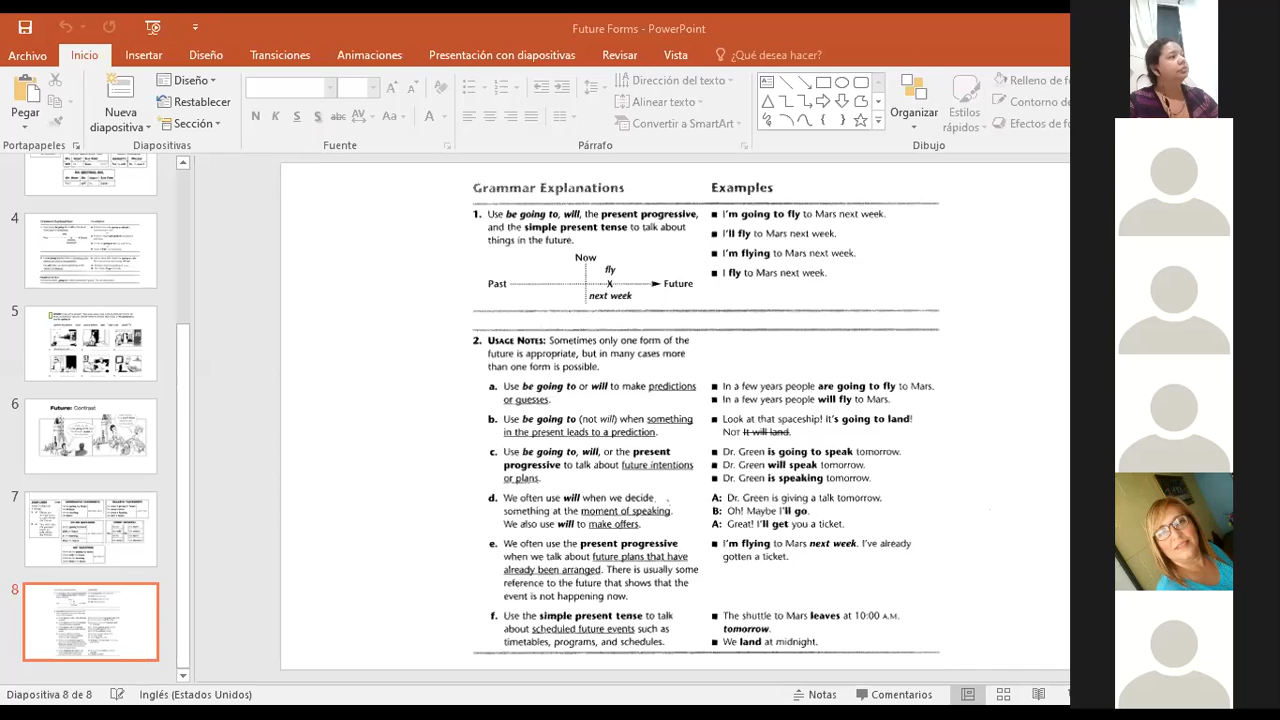 Future Forms - PowerPoint
Archivo Inicio Insertar Diseño Transiciones Animaciones Presentación con diapositivas Revisar Vista ¿Qué desea hacer?
Pegar
Nueva diapositiva
Diseño
Restablecer
Sección
N K S S abc AV Aa A
Dirección del texto
Alinear texto
Convertir a SmartArt
Organizar
Estilos rápidos
Relleno de f
Contorno de
Efectos de f
Portapapeles Diapositivas Fuente Párrafo Dibujo
4
5
6
Future: Contrast
7
8
Grammar Explanations
Examples
1. Use be going to, will, the present progressive,
and the simple present tense to talk about
things in the future.
Now
fly
Past X Future
next week
I'm going to fly to Mars next week.
I'll fly to Mars next week.
I'm flying to Mars next week.
I fly to Mars next week.
2. USAGE NOTES: Sometimes only one form of the
future is appropriate, but in many cases more
than one form is possible.
a. Use be going to or will to make predictions
or guesses.
In a few years people are going to fly to Mars.
In a few years people will fly to Mars.
b. Use be going to (not will) when something
in the present leads to a prediction.
Look at that spaceship! It's going to land!
Not It will land.
c. Use be going to, will, or the present
progressive to talk about future intentions
or plans.
Dr. Green is going to speak tomorrow.
Dr. Green will speak tomorrow.
Dr. Green is speaking tomorrow.
d. We often use will when we decide
something at the moment of speaking.
We also use will to make offers.
A: Dr. Green is giving a talk tomorrow.
B: Oh! Maybe I'll go.
A: Great! I'll get you a ticket.
e. We often use the present progressive
when we talk about future plans that have
already been arranged. There is usually some
reference to the future that shows that the
event is not happening now.
I'm flying to Mars next week. I've already
gotten a ticket.
f. Use the simple present tense to talk
about scheduled future events such as
timetables, programs, and schedules.
The shuttle to Mars leaves at 10:00 A.M.
tomorrow.
We land at midnight.
Diapositiva 8 de 8 Inglés (Estados Unidos) Notas Comentarios